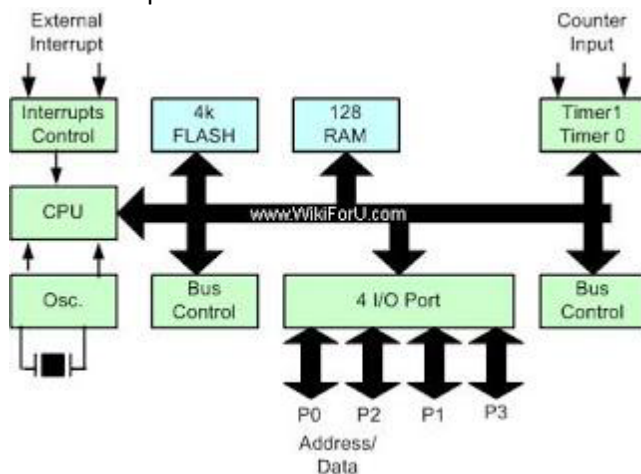 External
Interrupt
Counter
Input
Interrupts
Control
4k
FLASH
128
RAM
Timer1
Timer 0
CPU
www.WikiForU.com
Osc.
Bus
Control
4 I/O Port
Bus
Control
P0 P2 P1 P3
Address/
Data